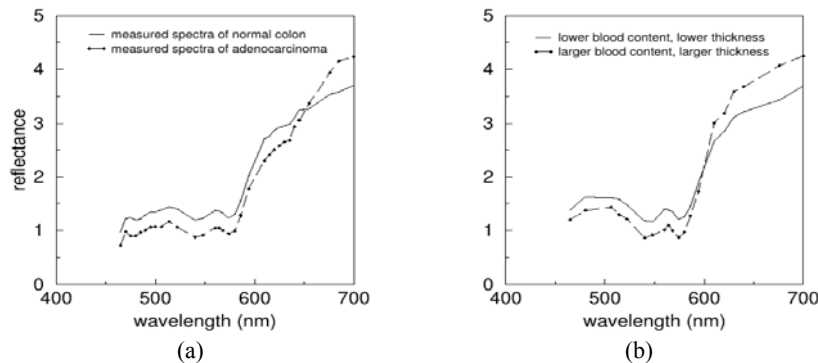 5
4
3
2
1
0
reflectance
measured spectra of normal colon
measured spectra of adenocarcinoma
400 500 600 700
wavelength (nm)
(a)
5
4
3
2
1
0
lower blood content, lower thickness
larger blood content, larger thickness
400 500 600 700
wavelength (nm)
(b)